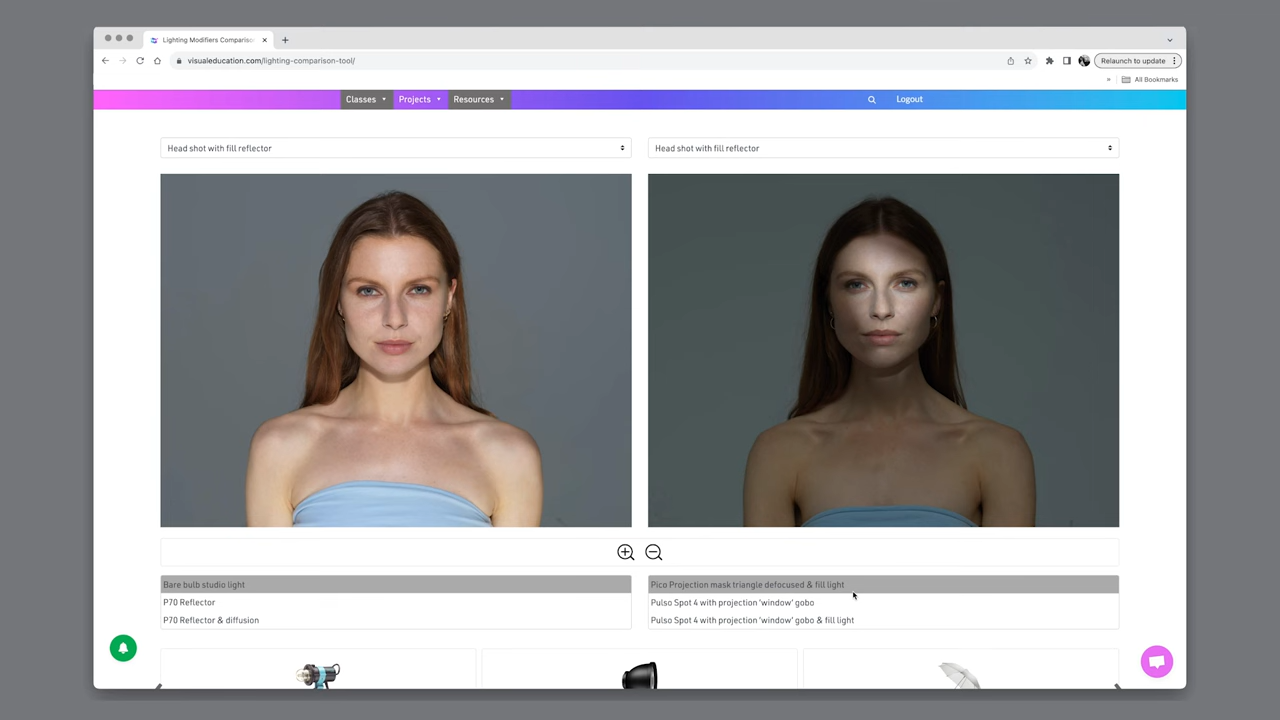 Lighting Modifiers Comparis
visualeducation.com/lighting-comparison-tool/
Relaunch to update
» All Bookmarks
Classes Projects Resources Logout
Head shot with fill reflector
Head shot with fill reflector
Bare bulb studio light
P70 Reflector
P70 Reflector & diffusion
Pico Projection mask triangle defocused & fill light
Pulso Spot 4 with projection 'window' gobo
Pulso Spot 4 with projection 'window' gobo & fill light